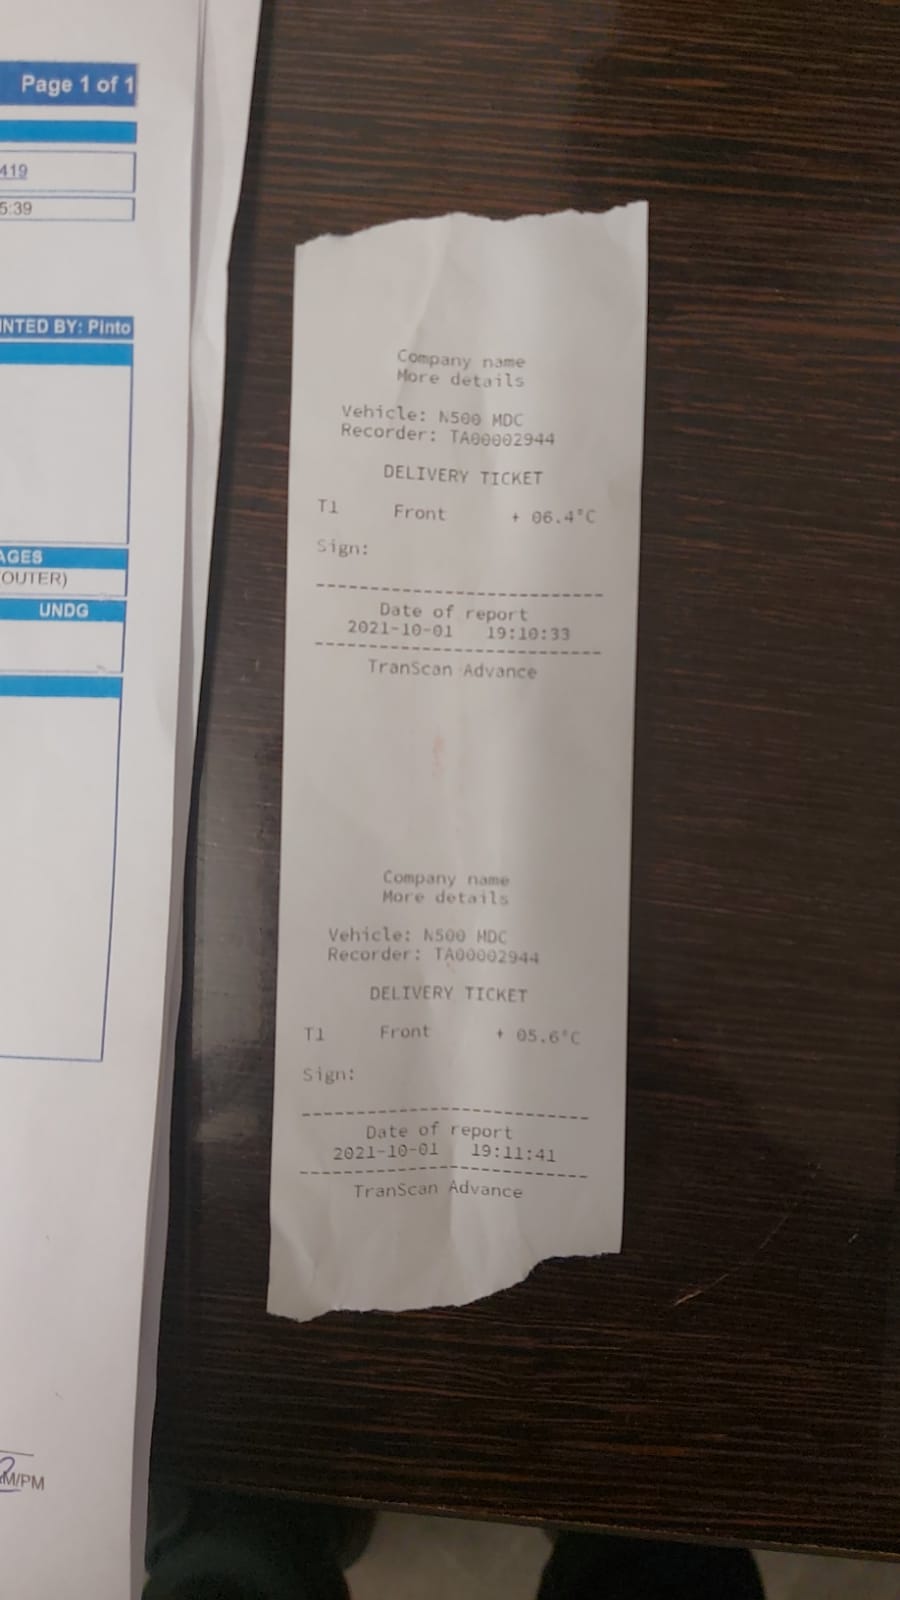 Page 1 of 1
419
5:39
INTED BY: Pinto
AGES
OUTER)
UNDG
M/PM
Company name
More details
Vehicle: N500 MDC
Recorder: TA00002944
DELIVERY TICKET
T1 Front + 06.4°C
Sign:
Date of report
2021-10-01 19:10:33
TranScan Advance
Company name
More details
Vehicle: N500 MDC
Recorder: TA00002944
DELIVERY TICKET
T1 Front + 05.6°C
Sign:
Date of report
2021-10-01 19:11:41
TranScan Advance